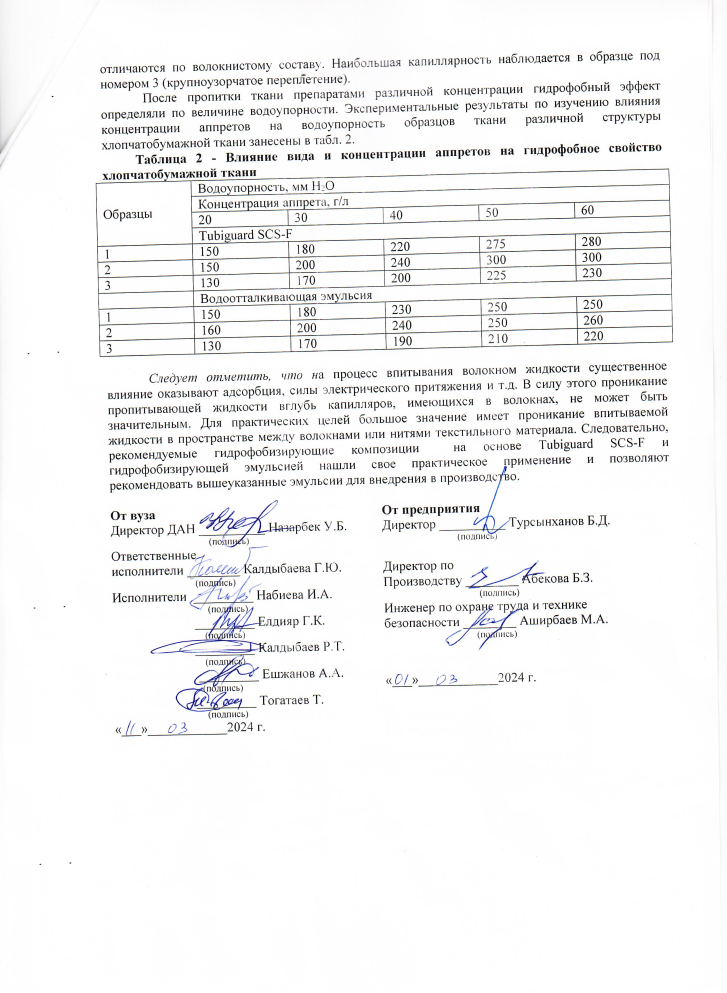 отличаются по волокнистому составу. Наибольшая капиллярность наблюдается в образце под
номером 3 (крупноузорчатое переплетение).
После пропитки ткани препаратами различной концентрации гидрофобный эффект
определяли по величине водоупорности. Экспериментальные результаты по изучению влияния
концентрации аппретов на водоупорность образцов ткани различной структуры
хлопчатобумажной ткани занесены в табл. 2.
Таблица 2 - Влияние вида и концентрации аппретов на гидрофобное свойство
хлопчатобумажной ткани
Образцы
Водоупорность, мм H2O
Концентрация аппрета, г/л
20 30 40 50 60
Tubiguard SCS-F
1 150 180 220 275 280
2 150 200 240 300 300
3 130 170 200 225 230
Водоотталкивающая эмульсия
1 150 180 230 250 250
2 160 200 240 250 260
3 130 170 190 210 220
Следует отметить, что на процесс впитывания волокном жидкости существенное
влияние оказывают адсорбция, силы электрического притяжения и т.д. В силу этого проникание
пропитывающей жидкости вглубь капилляров, имеющихся в волокнах, не может быть
значительным. Для практических целей большое значение имеет проникание впитываемой
жидкости в пространстве между волокнами или нитями текстильного материала. Следовательно,
рекомендуемые гидрофобизирующие композиции на основе Tubiguard SCS-F и
гидрофобизирующей эмульсией нашли свое практическое применение и позволяют
рекомендовать вышеуказанные эмульсии для внедрения в производство.
От вуза
Директор ДАН Назарбек У.Б.
(подпись)
Ответственные
исполнители Калдыбаева Г.Ю.
(подпись)
Исполнители Набиева И.А.
(подпись)
Елдияр Г.К.
(подпись)
Калдыбаев Р.Т.
(подпись)
Ешжанов А.А.
(подпись)
Тогатаев Т.
(подпись)
«11» 03 2024 г.
От предприятия
Директор Турсынханов Б.Д.
(подпись)
Директор по
Производству Абекова Б.З.
(подпись)
Инженер по охране труда и технике
безопасности Аширбаев М.А.
(подпись)
«01» 03 2024 г.